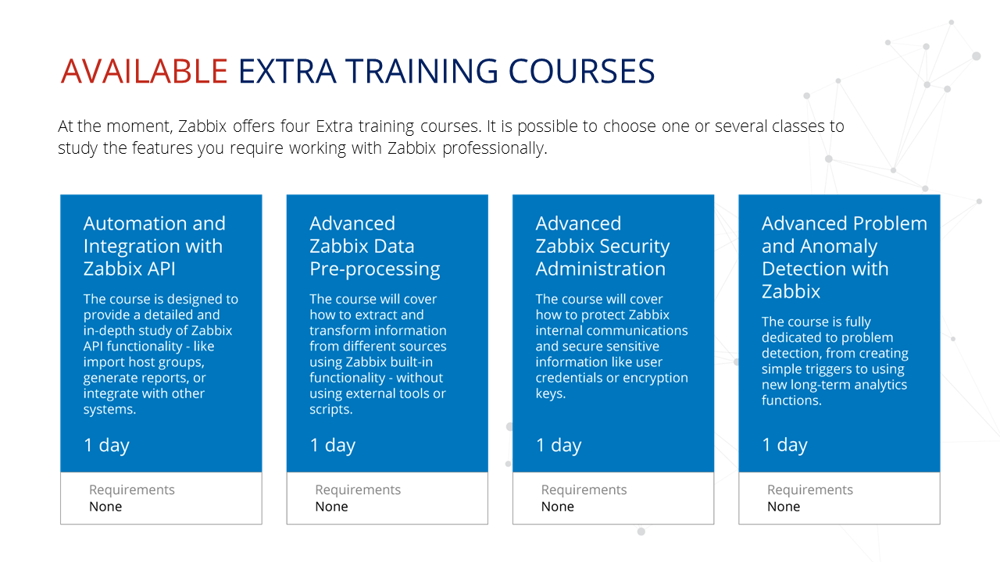 AVAILABLE EXTRA TRAINING COURSES
At the moment, Zabbix offers four Extra training courses. It is possible to choose one or several classes to
study the features you require working with Zabbix professionally.
Automation and
Integration with
Zabbix API
The course is designed to
provide a detailed and
in-depth study of Zabbix
API functionality - like
import host groups,
generate reports, or
integrate with other
systems.
1 day
Requirements
None
Advanced
Zabbix Data
Pre-processing
The course will cover
how to extract and
transform information
from different sources
using Zabbix built-in
functionality - without
using external tools or
scripts.
1 day
Requirements
None
Advanced
Zabbix Security
Administration
The course will cover
how to protect Zabbix
internal communications
and secure sensitive
information like user
credentials or encryption
keys.
1 day
Requirements
None
Advanced Problem
and Anomaly
Detection with
Zabbix
The course is fully
dedicated to problem
detection, from creating
simple triggers to using
new long-term analytics
functions.
1 day
Requirements
None